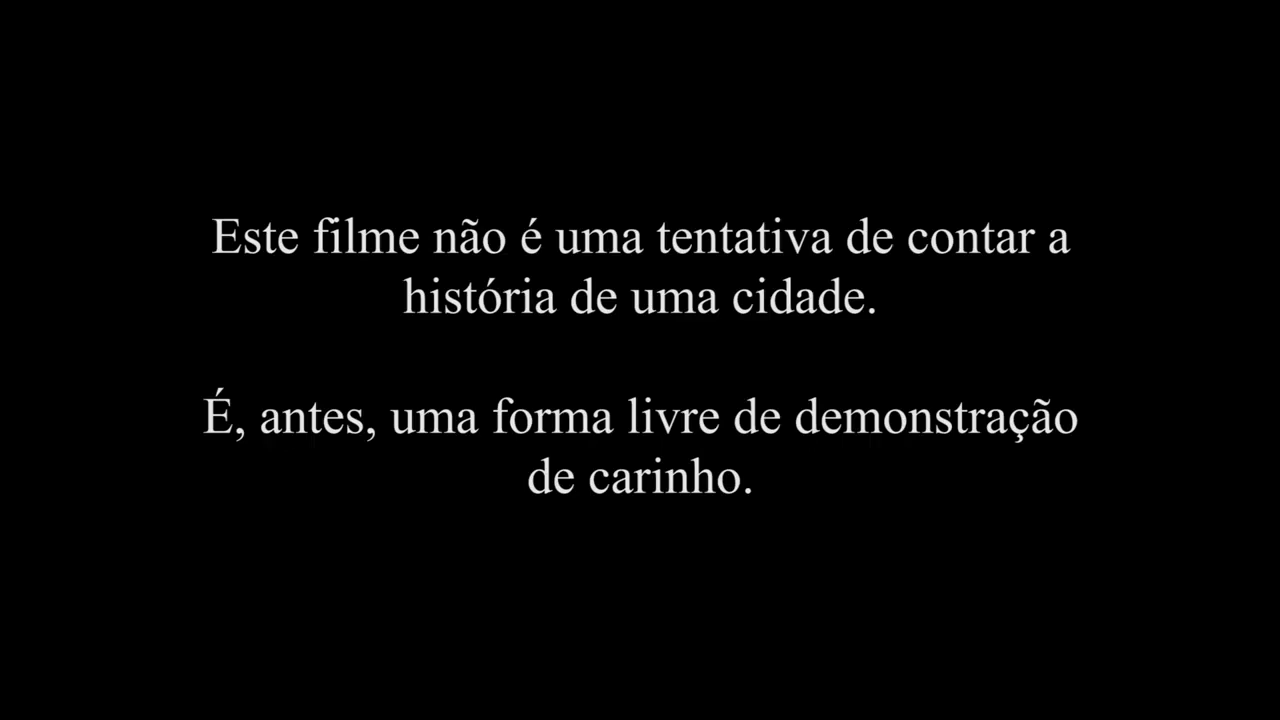 Este filme não é uma tentativa de contar a
história de uma cidade.
É, antes, uma forma livre de demonstração
de carinho.